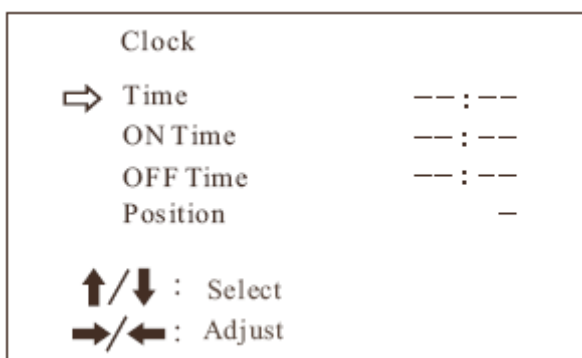 Clock
⇨ Time --:--
ON Time --:--
OFF Time --:--
Position -
↑/↓ : Select
→/← : Adjust